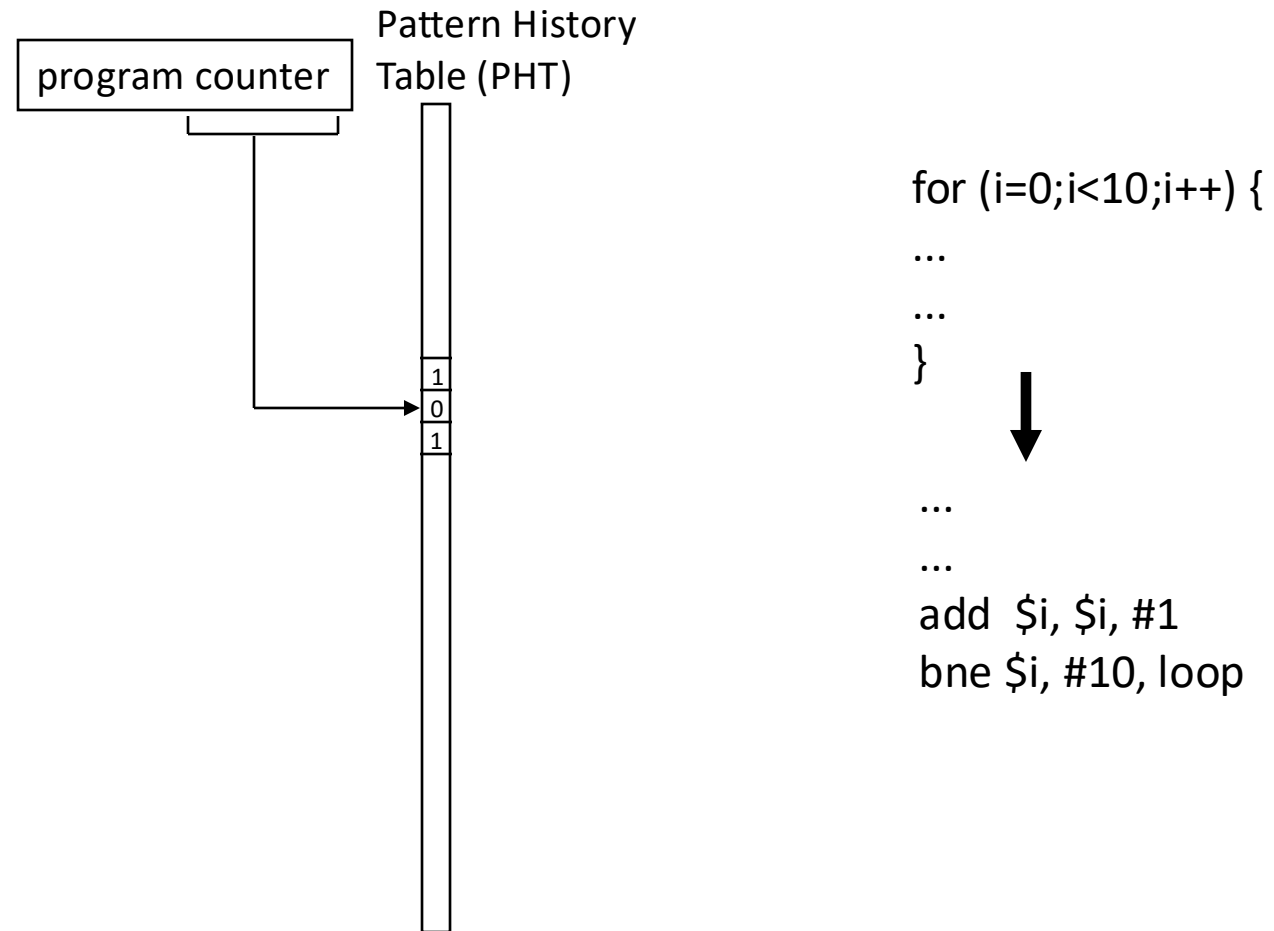 Pattern History
Table (PHT)
program counter
1
0
1
for (i=0;i<10;i++) {
...
...
}
...
...
add  $i, $i, #1
bne $i, #10, loop